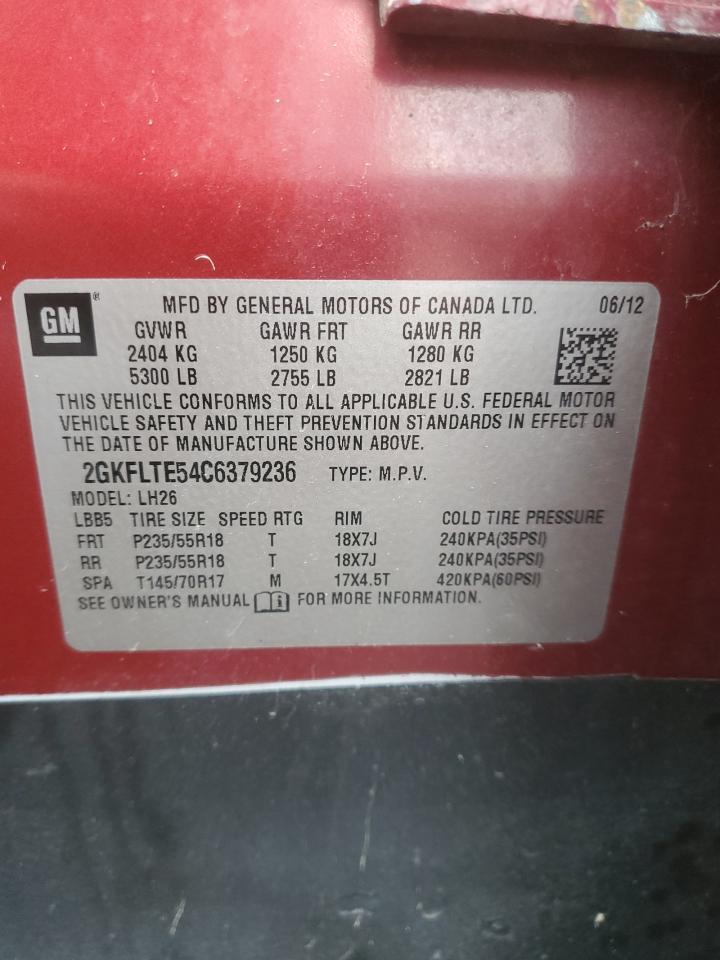 GM®
MFD BY GENERAL MOTORS OF CANADA LTD. 06/12
GVWR GAWR FRT GAWR RR
2404 KG 1250 KG 1280 KG
5300 LB 2755 LB 2821 LB
THIS VEHICLE CONFORMS TO ALL APPLICABLE U.S. FEDERAL MOTOR
VEHICLE SAFETY AND THEFT PREVENTION STANDARDS IN EFFECT ON
THE DATE OF MANUFACTURE SHOWN ABOVE.
2GKFLTE54C6379236 TYPE: M.P.V.
MODEL: LH26
LBB5 TIRE SIZE SPEED RTG RIM COLD TIRE PRESSURE
FRT P235/55R18 T 18X7J 240KPA(35PSI)
RR P235/55R18 T 18X7J 240KPA(35PSI)
SPA T145/70R17 M 17X4.5T 420KPA(60PSI)
SEE OWNER'S MANUAL i FOR MORE INFORMATION.